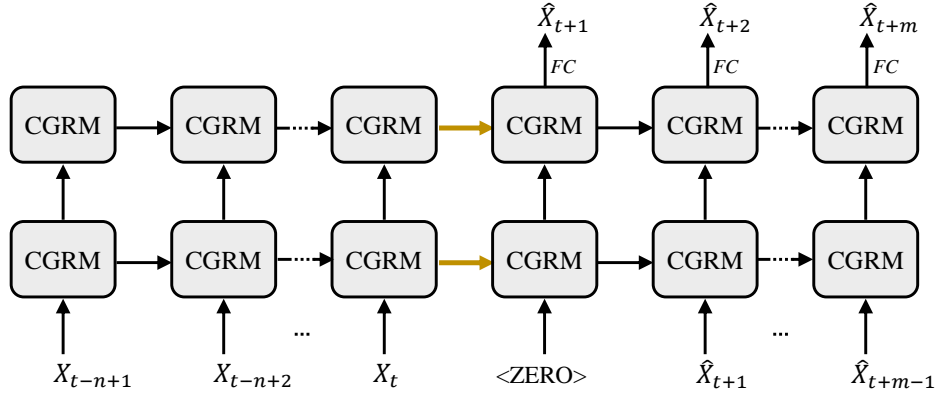 X̂_{t+1} X̂_{t+2} X̂_{t+m}
FC FC FC
CGRM CGRM CGRM CGRM CGRM CGRM
CGRM CGRM CGRM CGRM CGRM CGRM
... ...
X_{t−n+1} X_{t−n+2} X_t <ZERO> X̂_{t+1} X̂_{t+m−1}